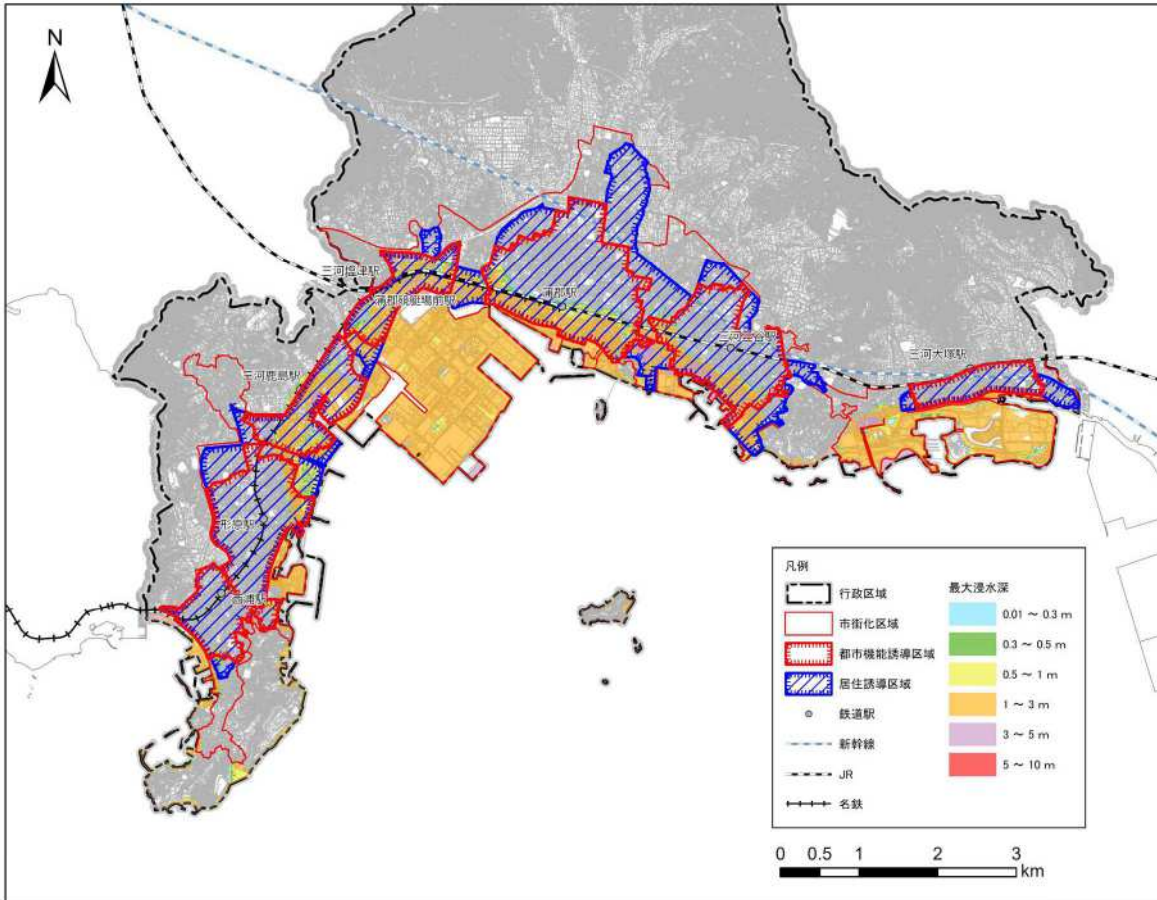 N
三河塩津駅
蒲郡競艇場前駅
蒲郡駅
三河三谷駅
三河大塚駅
三河鹿島駅
形原駅
西浦駅
凡例
行政区域
市街化区域
都市機能誘導区域
居住誘導区域
鉄道駅
新幹線
JR
名鉄
最大浸水深
0.01 ～ 0.3 m
0.3 ～ 0.5 m
0.5 ～ 1 m
1 ～ 3 m
3 ～ 5 m
5 ～ 10 m
0 0.5 1 2 3
km